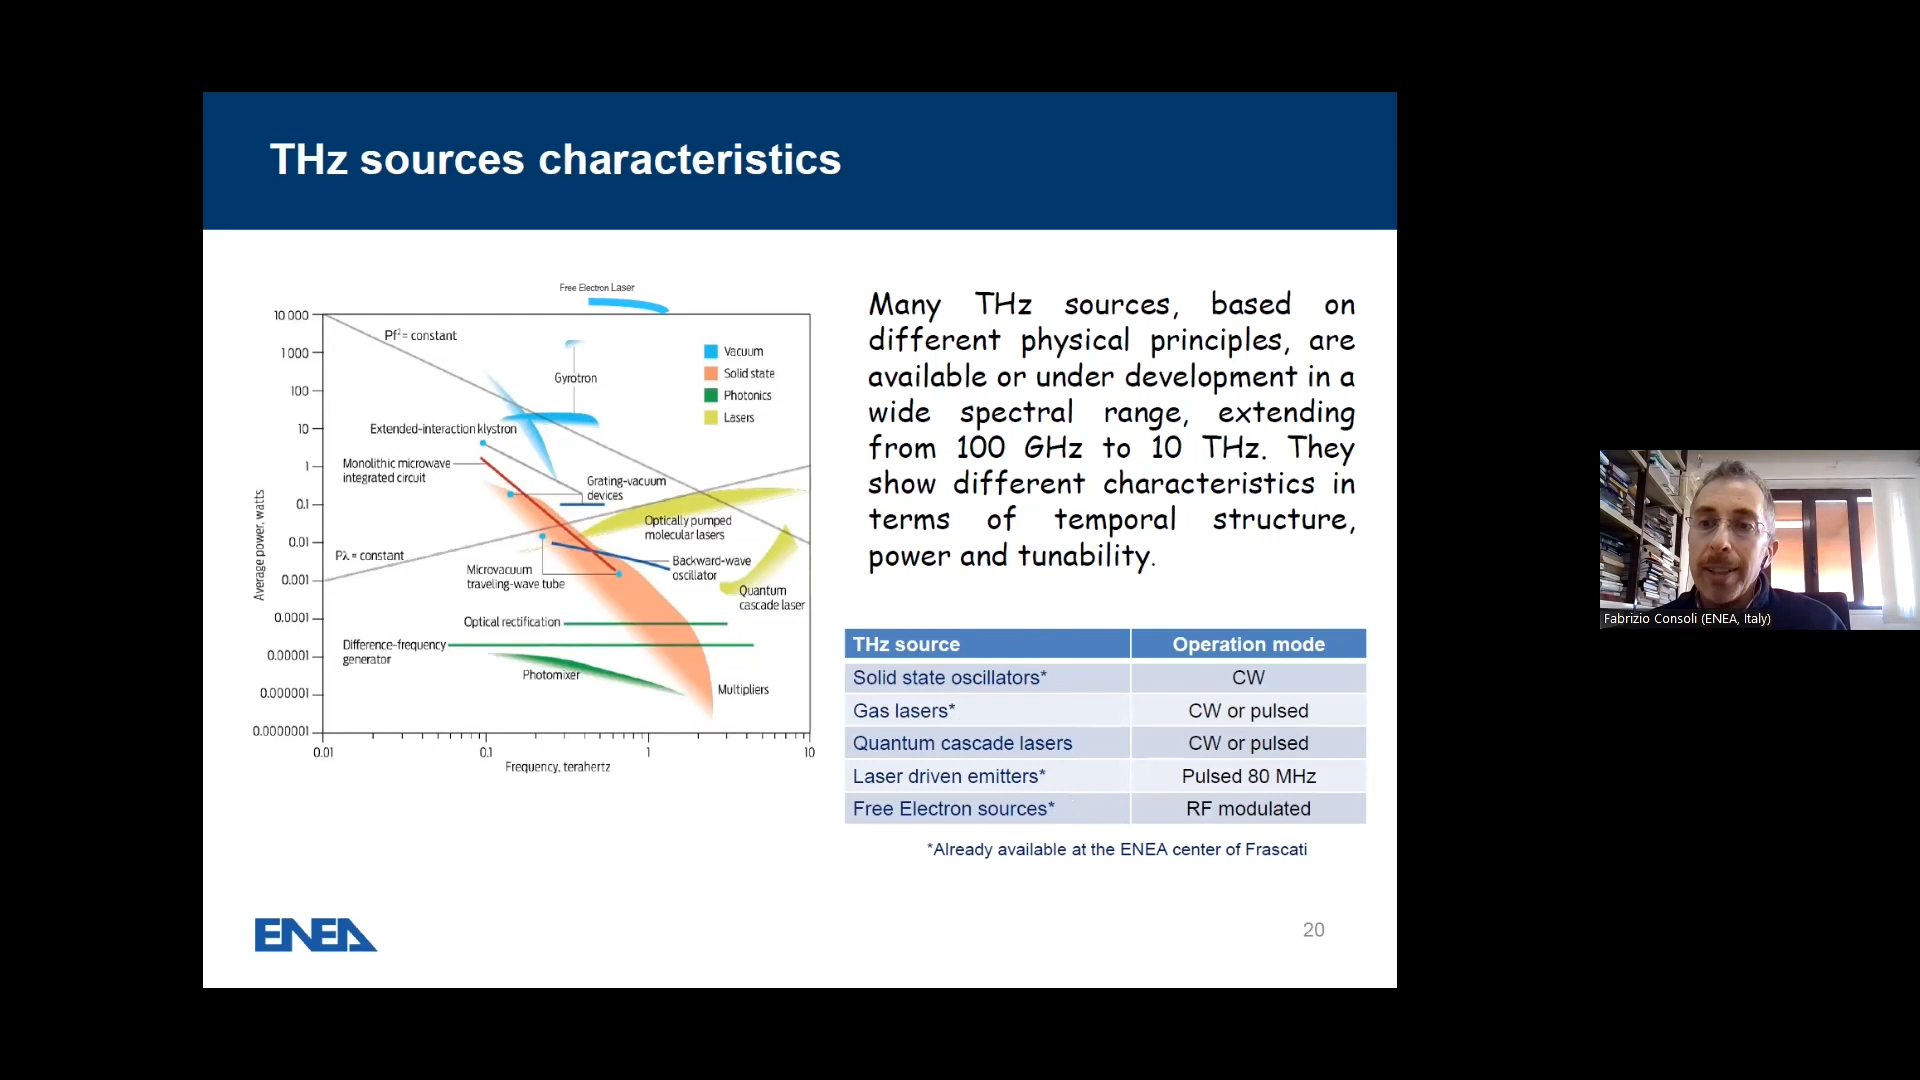 THz sources characteristics
Free Electron Laser
10 000
1000
100
10
1
0.1
0.01
0.001
0.0001
0.00001
0.000001
0.0000001
Average power, watts
0.01
0.1
1
10
Frequency, terahertz
Pf²= constant
Vacuum
Solid state
Photonics
Lasers
Gyrotron
Extended-interaction klystron
Monolithic microwave
integrated circuit
Grating-vacuum
devices
Optically pumped
molecular lasers
Pλ = constant
Backward-wave
oscillator
Microvacuum
traveling-wave tube
Quantum
cascade laser
Optical rectification
Difference-frequency
generator
Photomixer
Multipliers
Many THz sources, based on
different physical principles, are
available or under development in a
wide spectral range, extending
from 100 GHz to 10 THz. They
show different characteristics in
terms of temporal structure,
power and tunability.
THz source Operation mode
Solid state oscillators* CW
Gas lasers* CW or pulsed
Quantum cascade lasers CW or pulsed
Laser driven emitters* Pulsed 80 MHz
Free Electron sources* RF modulated
*Already available at the ENEA center of Frascati
ENEA
20
Fabrizio Consoli (ENEA, Italy)